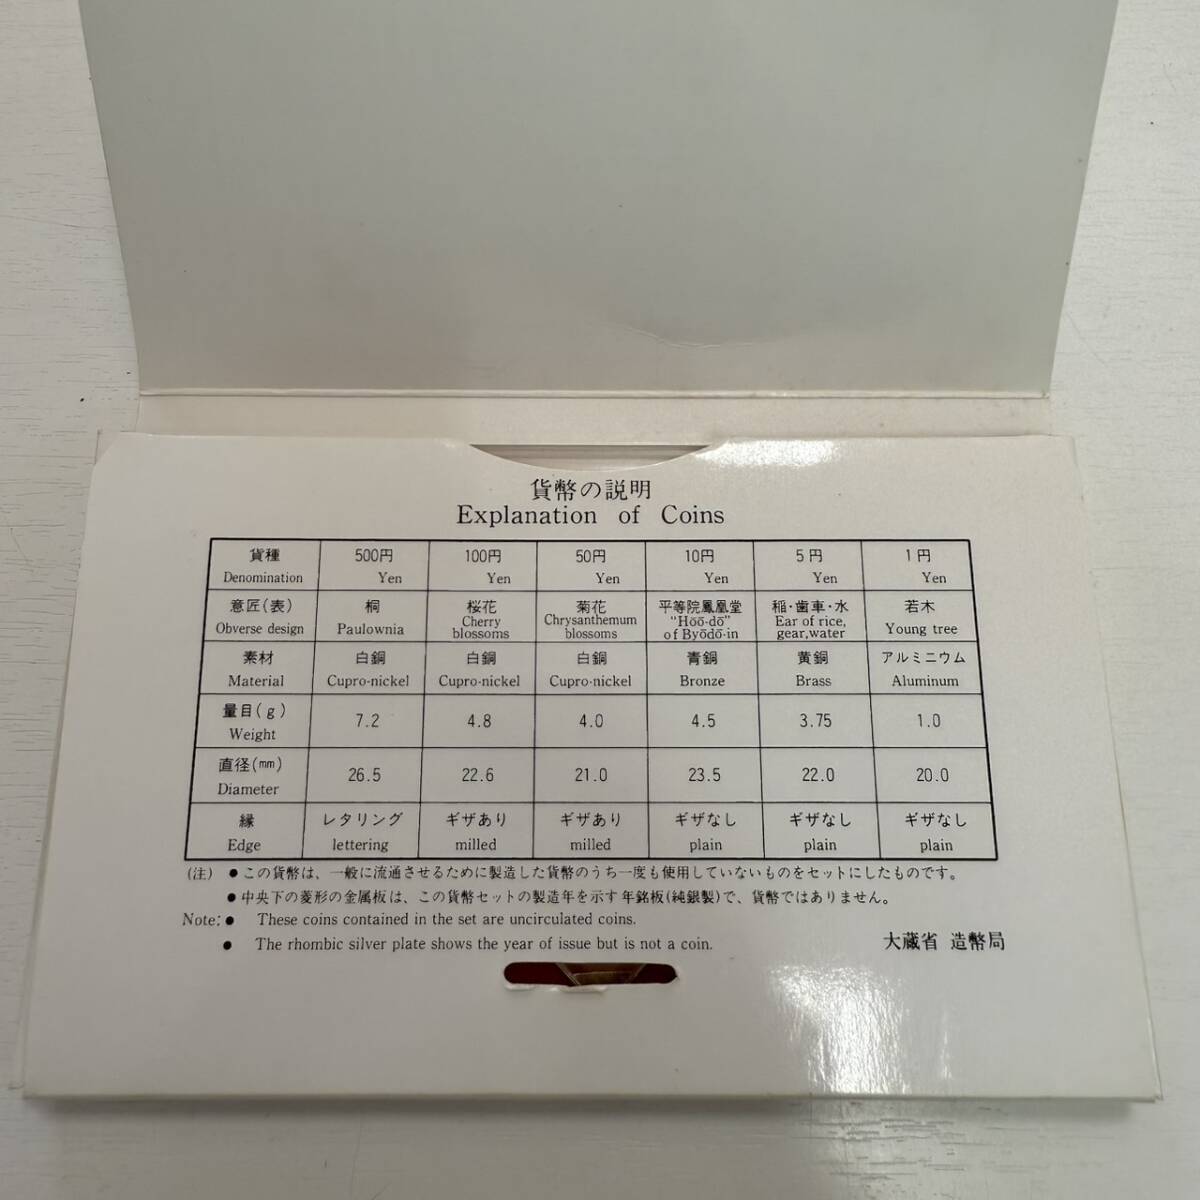 貨幣の説明
Explanation of Coins
貨種 500円 100円 50円 10円 5円 1円
Denomination Yen Yen Yen Yen Yen Yen
意匠(表) 桐 桜花 菊花 平等院鳳凰堂 稲・歯車・水 若木
Obverse design Paulownia Cherry blossoms Chrysanthemum blossoms "Hōō-dō" of Byōdō-in Ear of rice, gear,water Young tree
素材 白銅 白銅 白銅 青銅 黄銅 アルミニウム
Material Cupro-nickel Cupro-nickel Cupro-nickel Bronze Brass Aluminum
量目(g) 7.2 4.8 4.0 4.5 3.75 1.0
Weight
直径(mm) 26.5 22.6 21.0 23.5 22.0 20.0
Diameter
縁 レタリング ギザあり ギザあり ギザなし ギザなし ギザなし
Edge lettering milled milled plain plain plain
(注) ●この貨幣は、一般に流通させるために製造した貨幣のうち一度も使用していないものをセットにしたものです。
●中央下の菱形の金属板は、この貨幣セットの製造年を示す年銘板(純銀製)で、貨幣ではありません。
Note: ● These coins contained in the set are uncirculated coins.
● The rhombic silver plate shows the year of issue but is not a coin.
大蔵省 造幣局